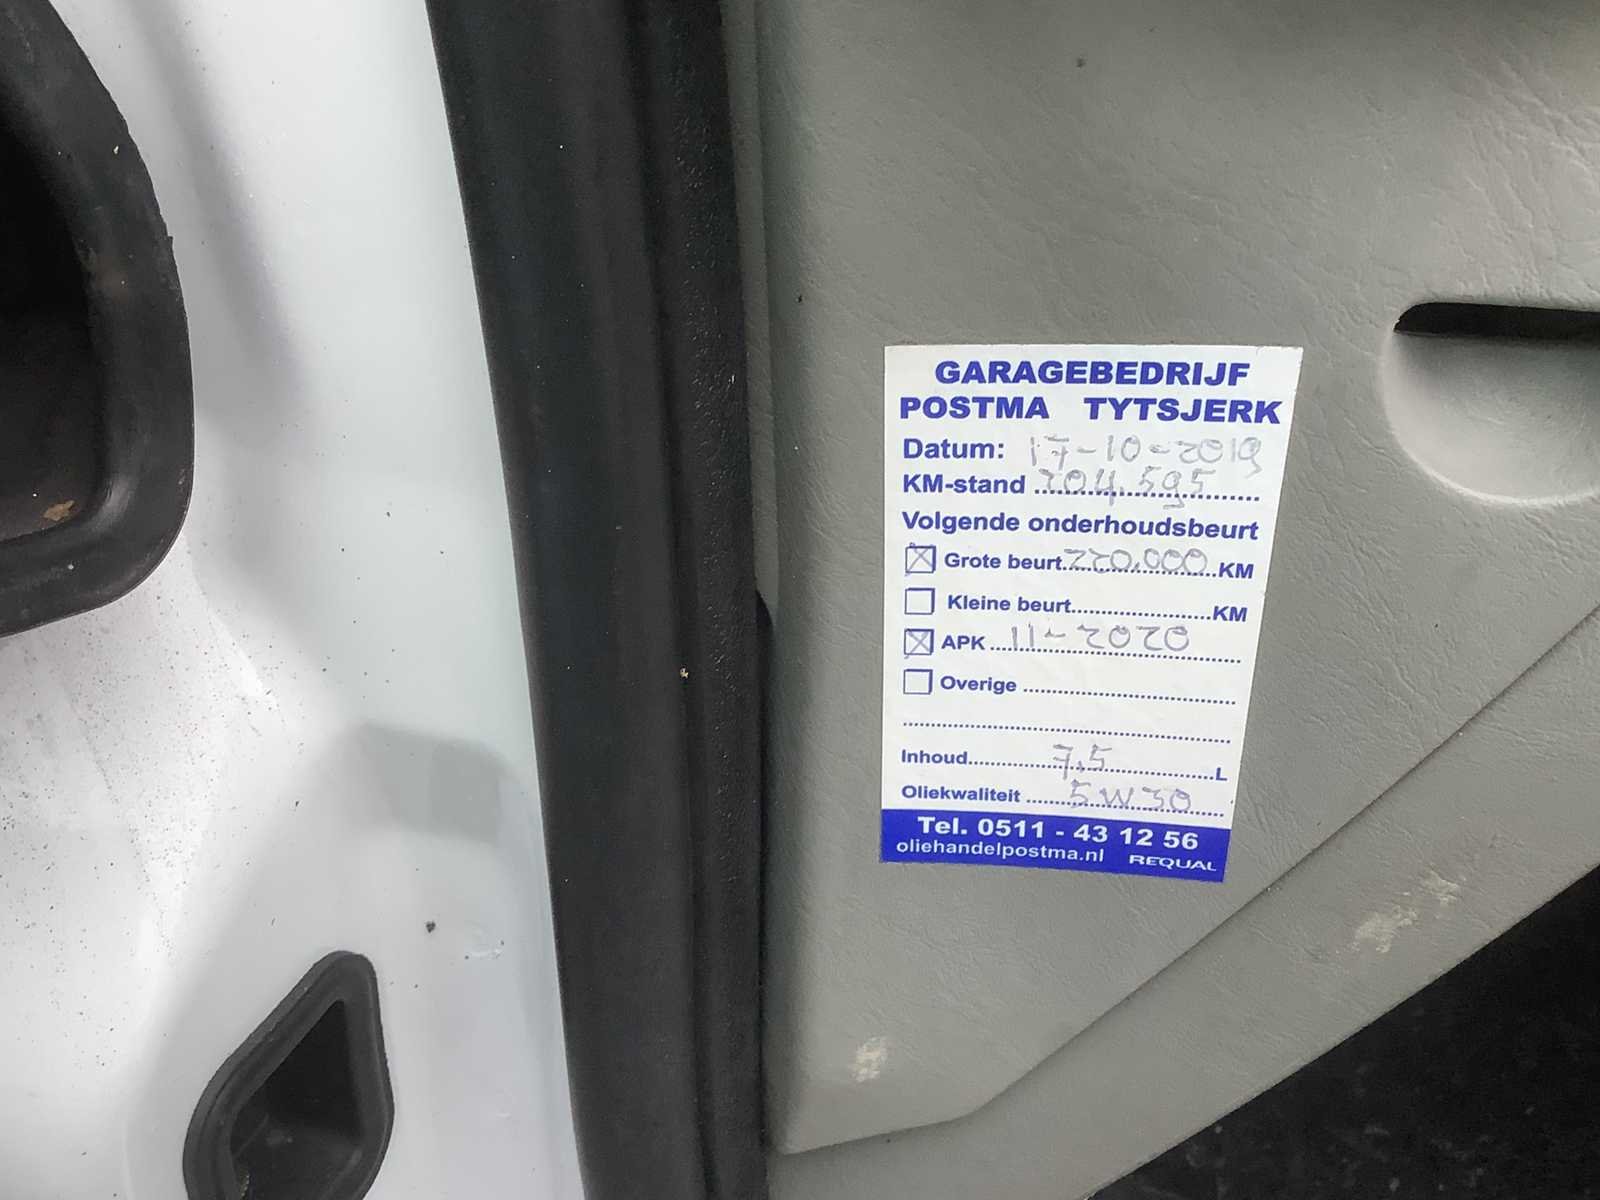 GARAGEBEDRIJF
POSTMA TYTSJERK
Datum: 17-10-2019
KM-stand 204.595
Volgende onderhoudsbeurt
Grote beurt 220.000 KM
Kleine beurt KM
APK 11-2020
Overige
Inhoud 7,5 L
Oliekwaliteit 5W30
Tel. 0511 - 43 12 56
oliehandelpostma.nl REQUAL